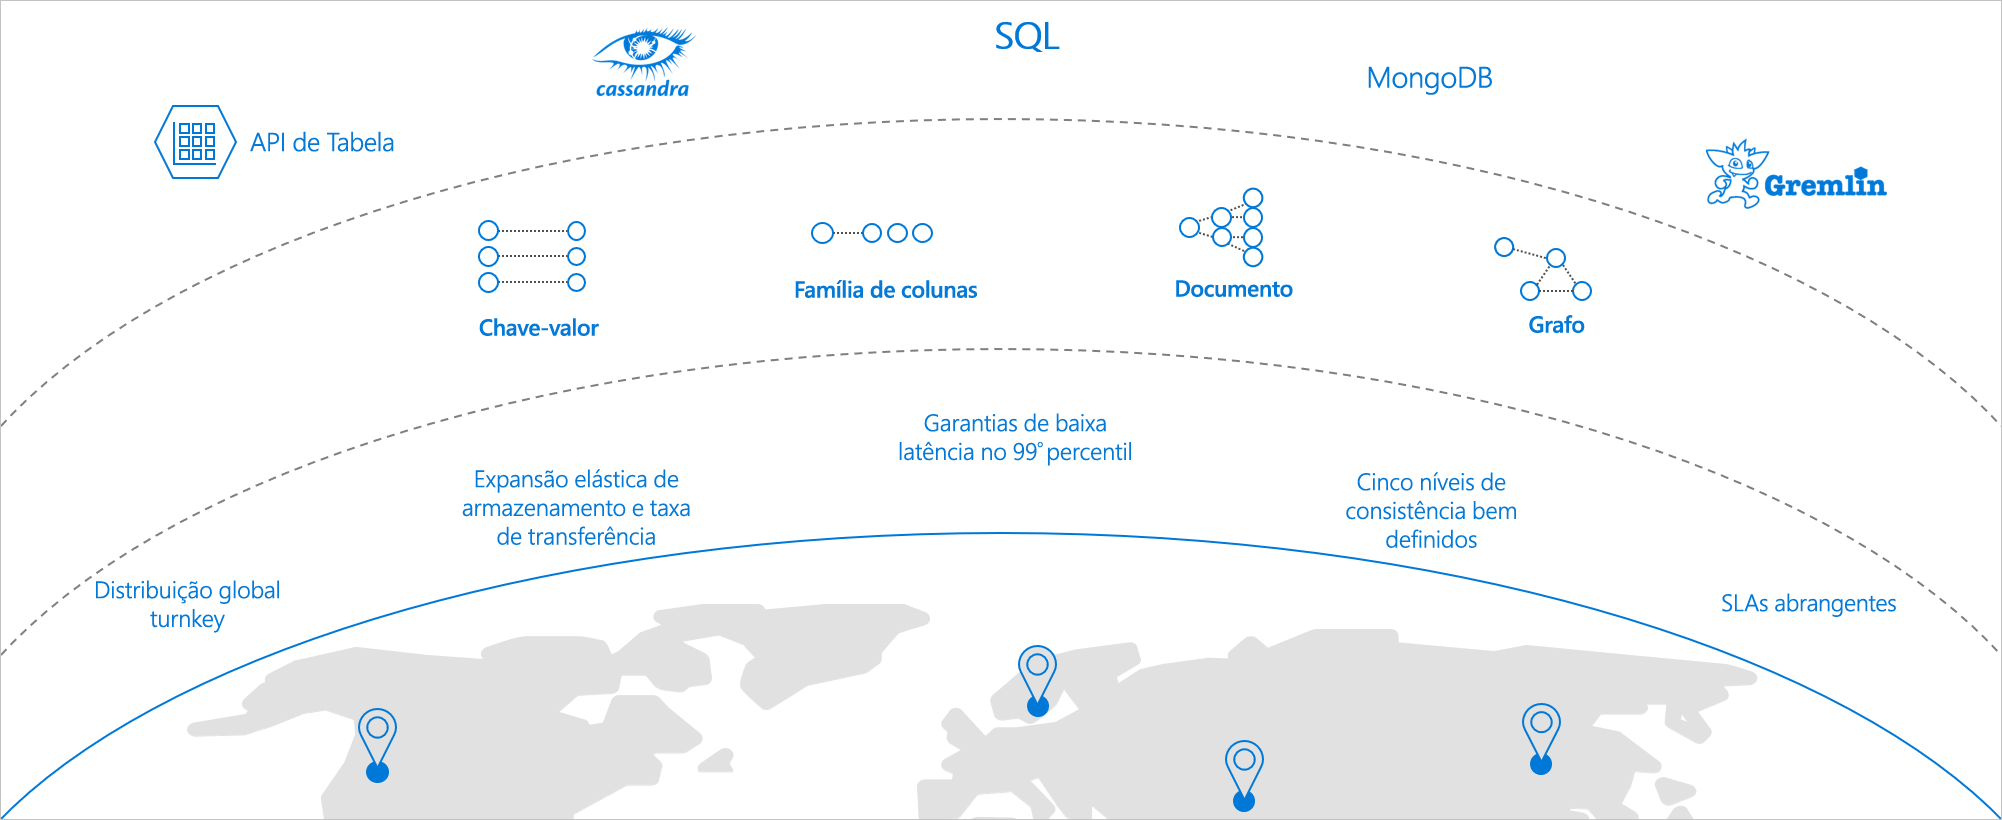 SQL
cassandra
MongoDB
API de Tabela
Gremlin
Chave-valor
Família de colunas
Documento
Grafo
Garantias de baixa
latência no 99° percentil
Expansão elástica de
armazenamento e taxa
de transferência
Cinco níveis de
consistência bem
definidos
Distribuição global
turnkey
SLAs abrangentes